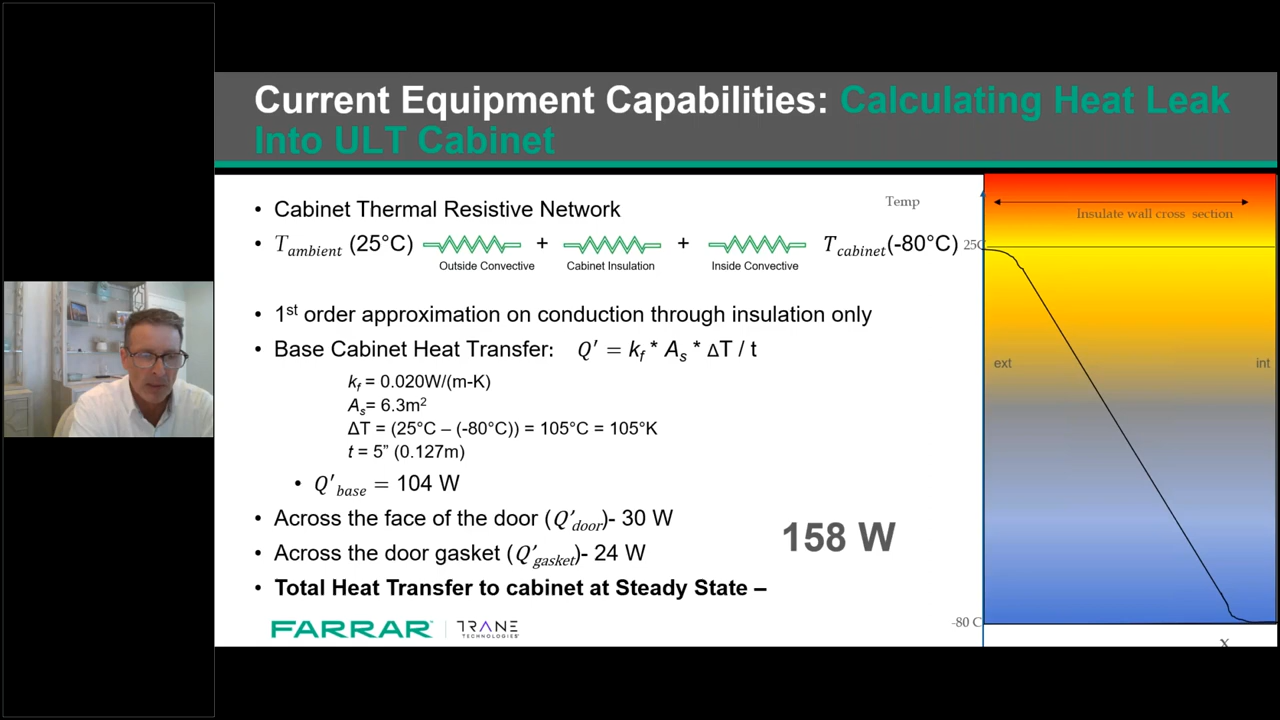 Current Equipment Capabilities: Calculating Heat Leak
Into ULT Cabinet
• Cabinet Thermal Resistive Network
• T_ambient (25°C) + + T_cabinet(-80°C)
Outside Convective Cabinet Insulation Inside Convective
• 1st order approximation on conduction through insulation only
• Base Cabinet Heat Transfer: Q′ = k_f * A_s * ΔT / t
k_f = 0.020W/(m-K)
A_s= 6.3m²
ΔT = (25°C – (-80°C)) = 105°C = 105°K
t = 5” (0.127m)
• Q′_base = 104 W
• Across the face of the door (Q′_door)- 30 W
• Across the door gasket (Q′_gasket)- 24 W
• Total Heat Transfer to cabinet at Steady State –
158 W
FARRAR TRANE
TECHNOLOGIES
Temp
Insulate wall cross section
25C
ext int
-80 C
X